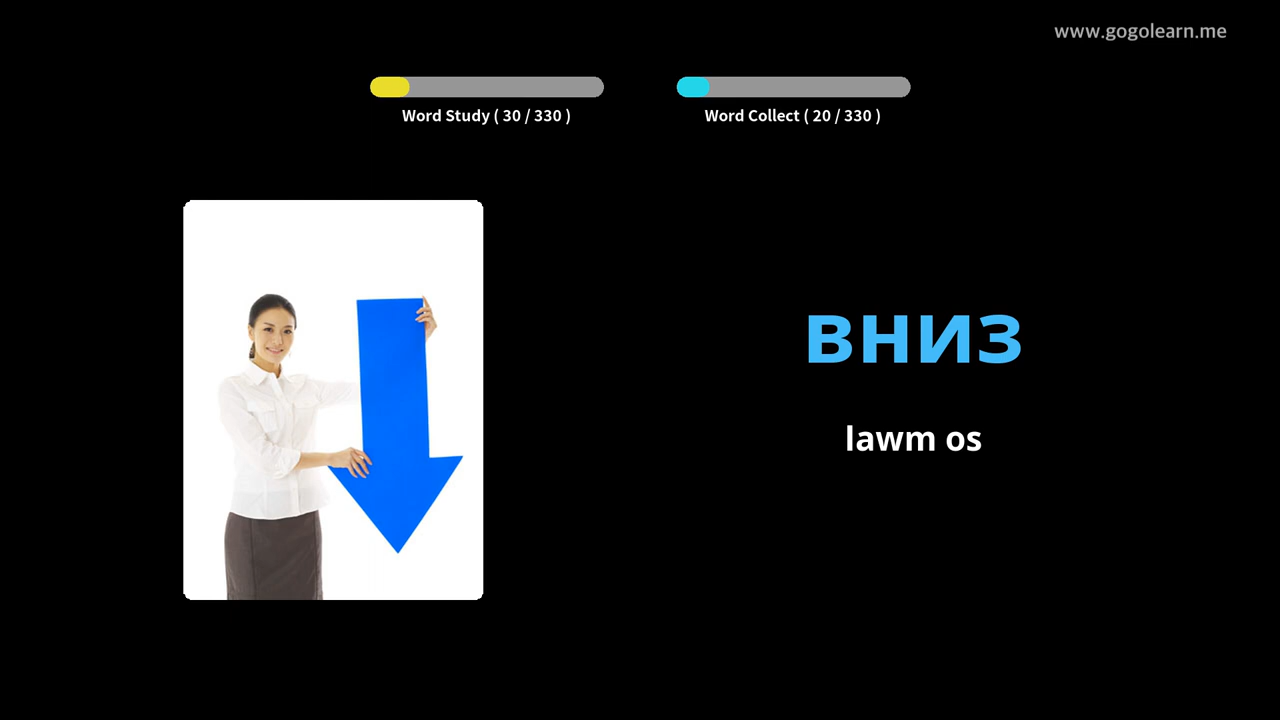 www.gogolearn.me
Word Study ( 30 / 330 )
Word Collect ( 20 / 330 )
вниз
lawm os